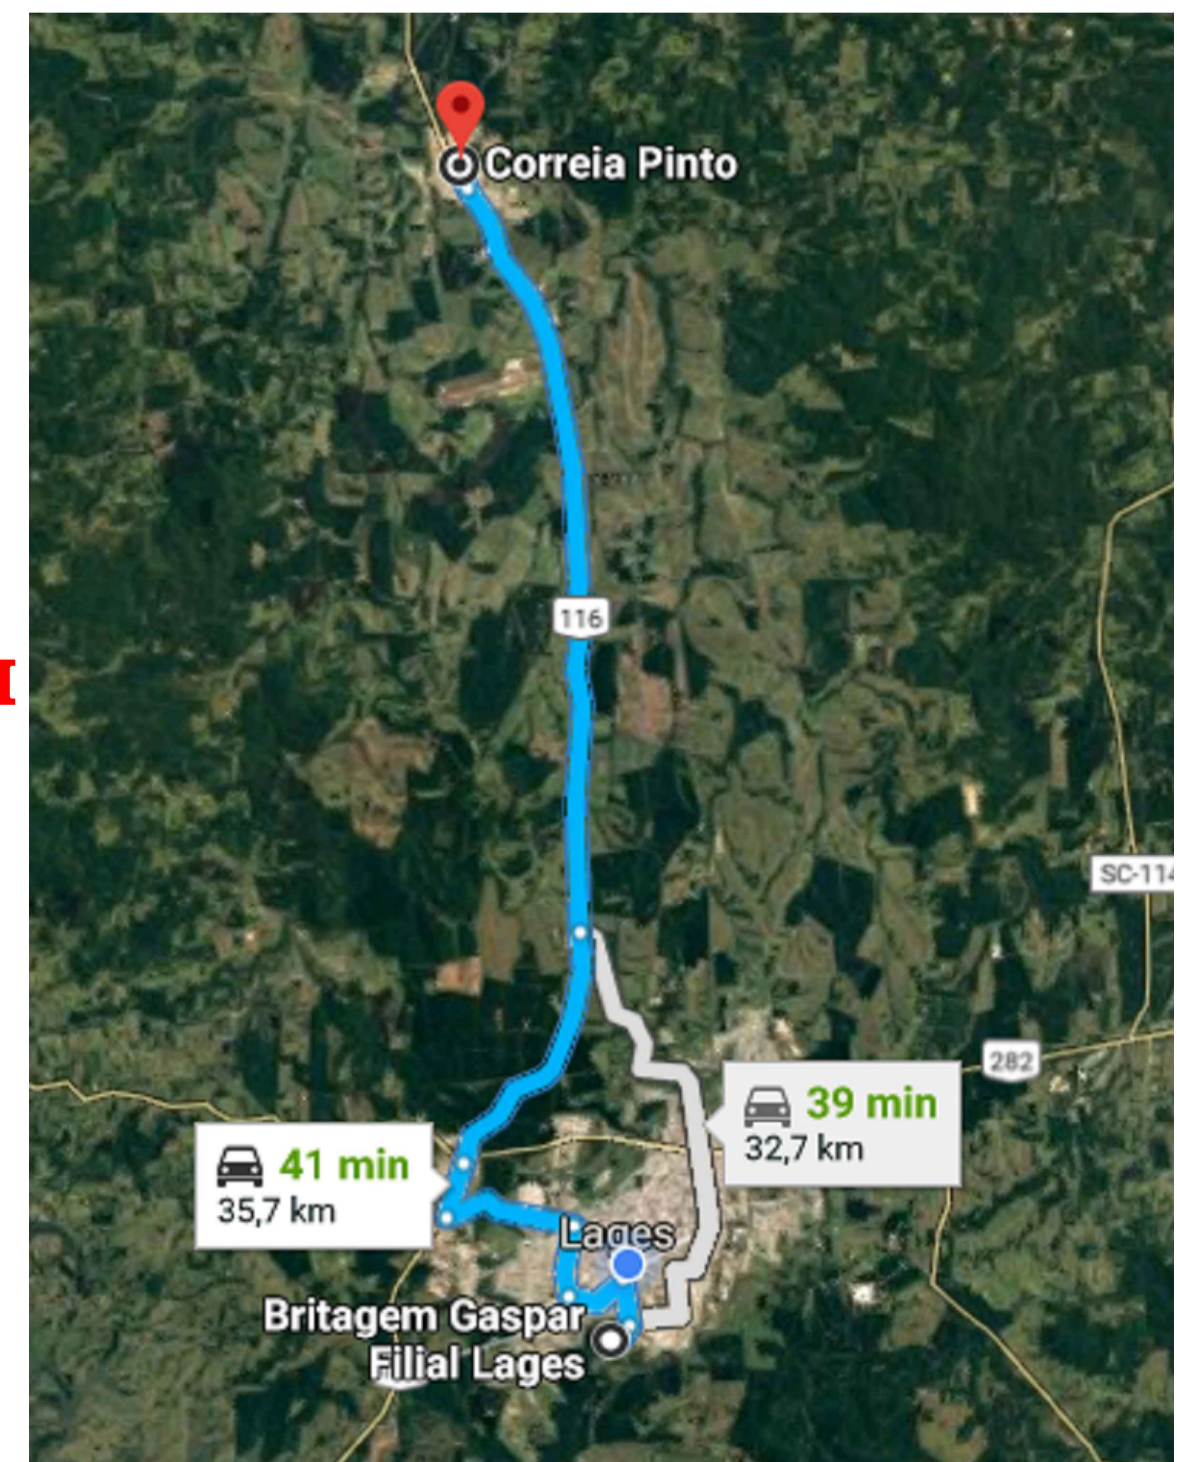 Correia Pinto
116
SC-114
282
39 min
32,7 km
41 min
35,7 km
Lages
Britagem Gaspar
Filial Lages